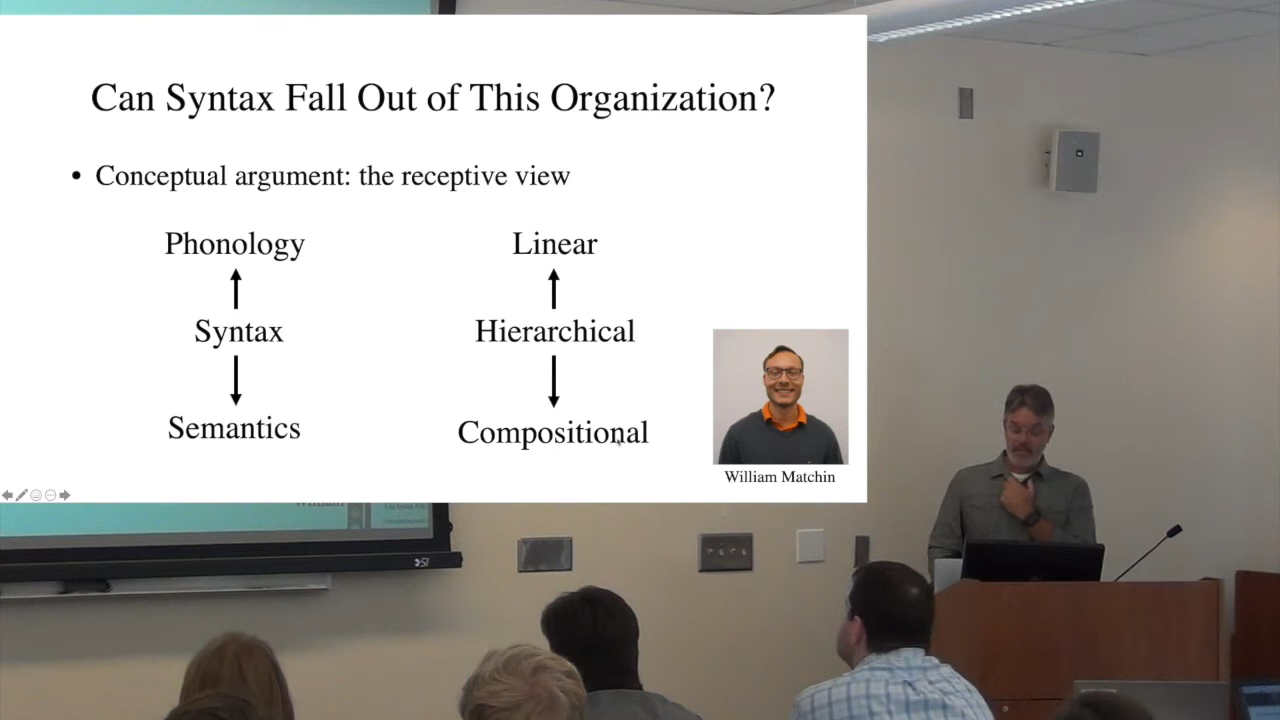 Can Syntax Fall Out of This Organization?
• Conceptual argument: the receptive view
Phonology
Linear
Syntax
Hierarchical
Semantics
Compositional
William Matchin